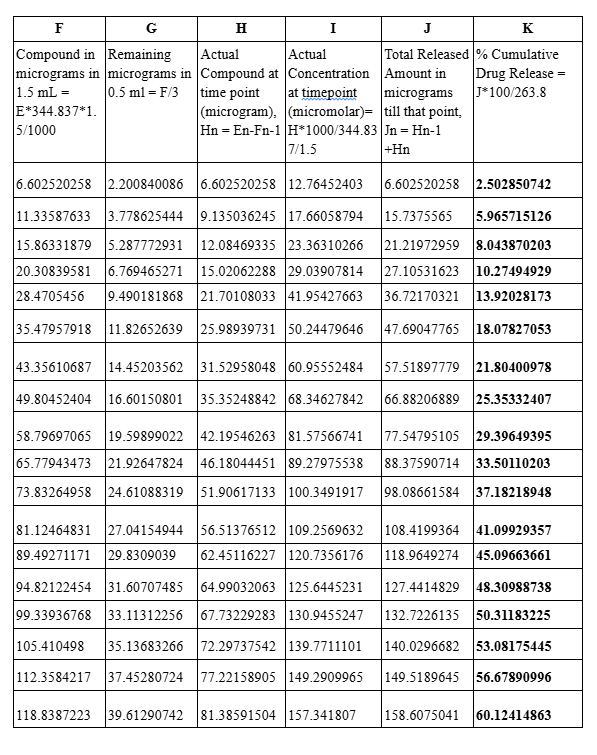 F G H I J K
Compound in Remaining Actual Actual Total Released % Cumulative
micrograms in micrograms in Compound at Concentration Amount in Drug Release =
1.5 mL = 0.5 ml = F/3 time point at timepoint micrograms J*100/263.8
E*344.837*1. (microgram), (micromolar)= till that point,
5/1000 Hn = En-Fn-1 H*1000/344.83 Jn = Hn-1
7/1.5 +Hn
6.602520258 2.200840086 6.602520258 12.76452403 6.602520258 2.502850742
11.33587633 3.778625444 9.135036245 17.66058794 15.7375565 5.965715126
15.86331879 5.287772931 12.08469335 23.36310266 21.21972959 8.043870203
20.30839581 6.769465271 15.02062288 29.03907814 27.10531623 10.27494929
28.4705456 9.490181868 21.70108033 41.95427663 36.72170321 13.92028173
35.47957918 11.82652639 25.98939731 50.24479646 47.69047765 18.07827053
43.35610687 14.45203562 31.52958048 60.95552484 57.51897779 21.80400978
49.80452404 16.60150801 35.35248842 68.34627842 66.88206889 25.35332407
58.79697065 19.59899022 42.19546263 81.57566741 77.54795105 29.39649395
65.77943473 21.92647824 46.18044451 89.27975538 88.37590714 33.50110203
73.83264958 24.61088319 51.90617133 100.3491917 98.08661584 37.18218948
81.12464831 27.04154944 56.51376512 109.2569632 108.4199364 41.09929357
89.49271171 29.8309039 62.45116227 120.7356176 118.9649274 45.09663661
94.82122454 31.60707485 64.99032063 125.6445231 127.4414829 48.30988738
99.33936768 33.11312256 67.73229283 130.9455247 132.7226135 50.31183225
105.410498 35.13683266 72.29737542 139.7711101 140.0296682 53.08175445
112.3584217 37.45280724 77.22158905 149.2909965 149.5189645 56.67890996
118.8387223 39.61290742 81.38591504 157.341807 158.6075041 60.12414863